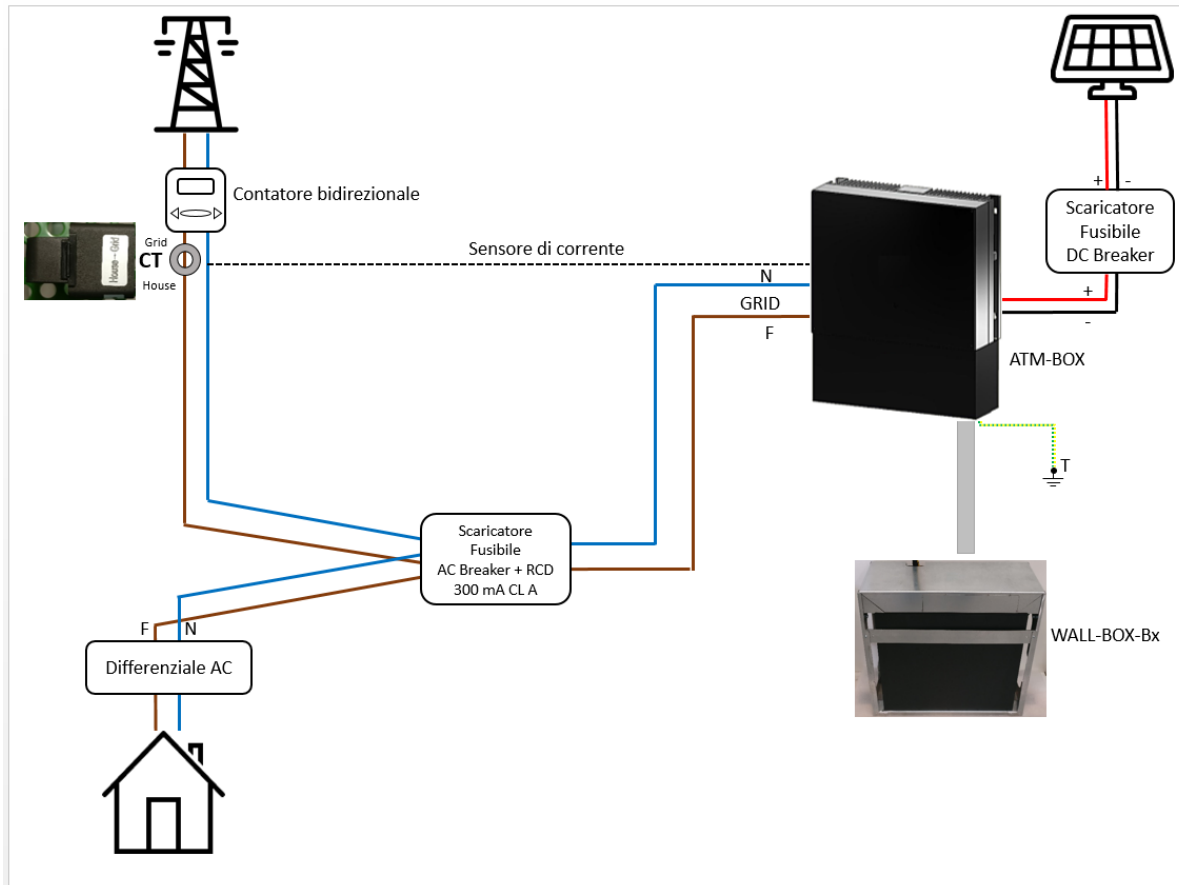 Contatore bidirezionale
Grid
CT
House
House→Grid
Sensore di corrente
N
GRID
F
+
-
Scaricatore
Fusibile
DC Breaker
+
-
ATM-BOX
T
Scaricatore
Fusibile
AC Breaker + RCD
300 mA CL A
F
N
Differenziale AC
WALL-BOX-Bx